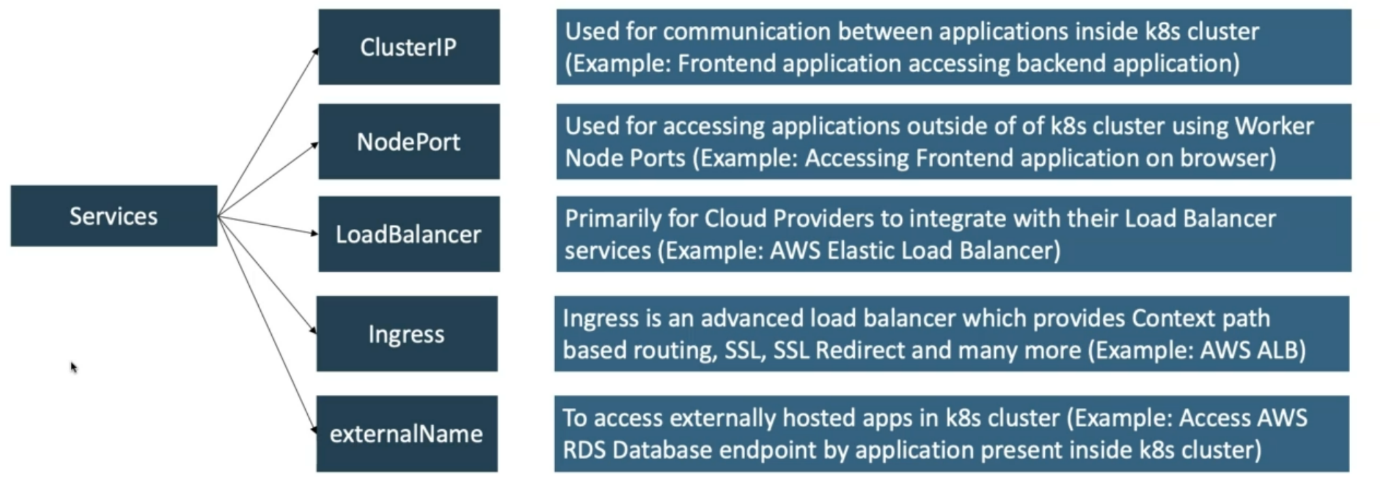 Services
ClusterIP
Used for communication between applications inside k8s cluster
(Example: Frontend application accessing backend application)
NodePort
Used for accessing applications outside of of k8s cluster using Worker
Node Ports (Example: Accessing Frontend application on browser)
LoadBalancer
Primarily for Cloud Providers to integrate with their Load Balancer
services (Example: AWS Elastic Load Balancer)
Ingress
Ingress is an advanced load balancer which provides Context path
based routing, SSL, SSL Redirect and many more (Example: AWS ALB)
externalName
To access externally hosted apps in k8s cluster (Example: Access AWS
RDS Database endpoint by application present inside k8s cluster)